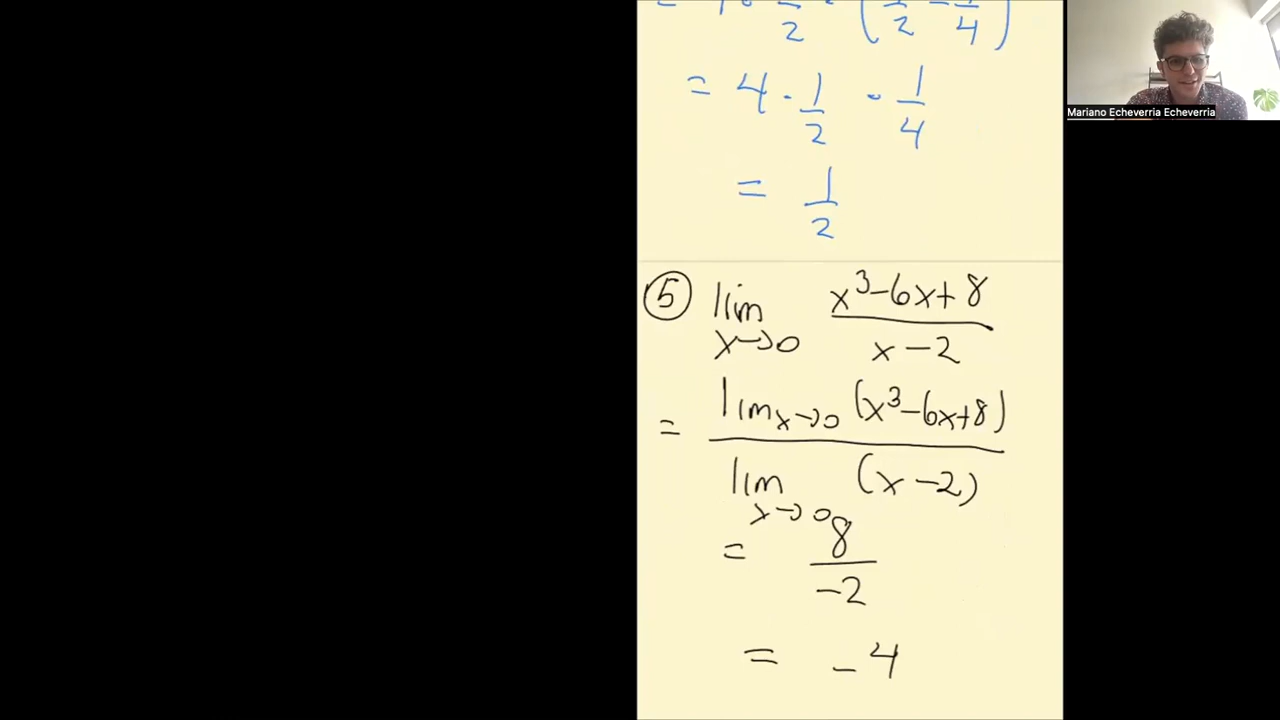 = 4 · 1/2 · 1/4
= 1/2
⑤ lim x→0 x³-6x+8 / x-2
= lim x→0 (x³-6x+8) / lim x→0 (x-2)
= 8 / -2
= -4
Mariano Echeverria Echeverria